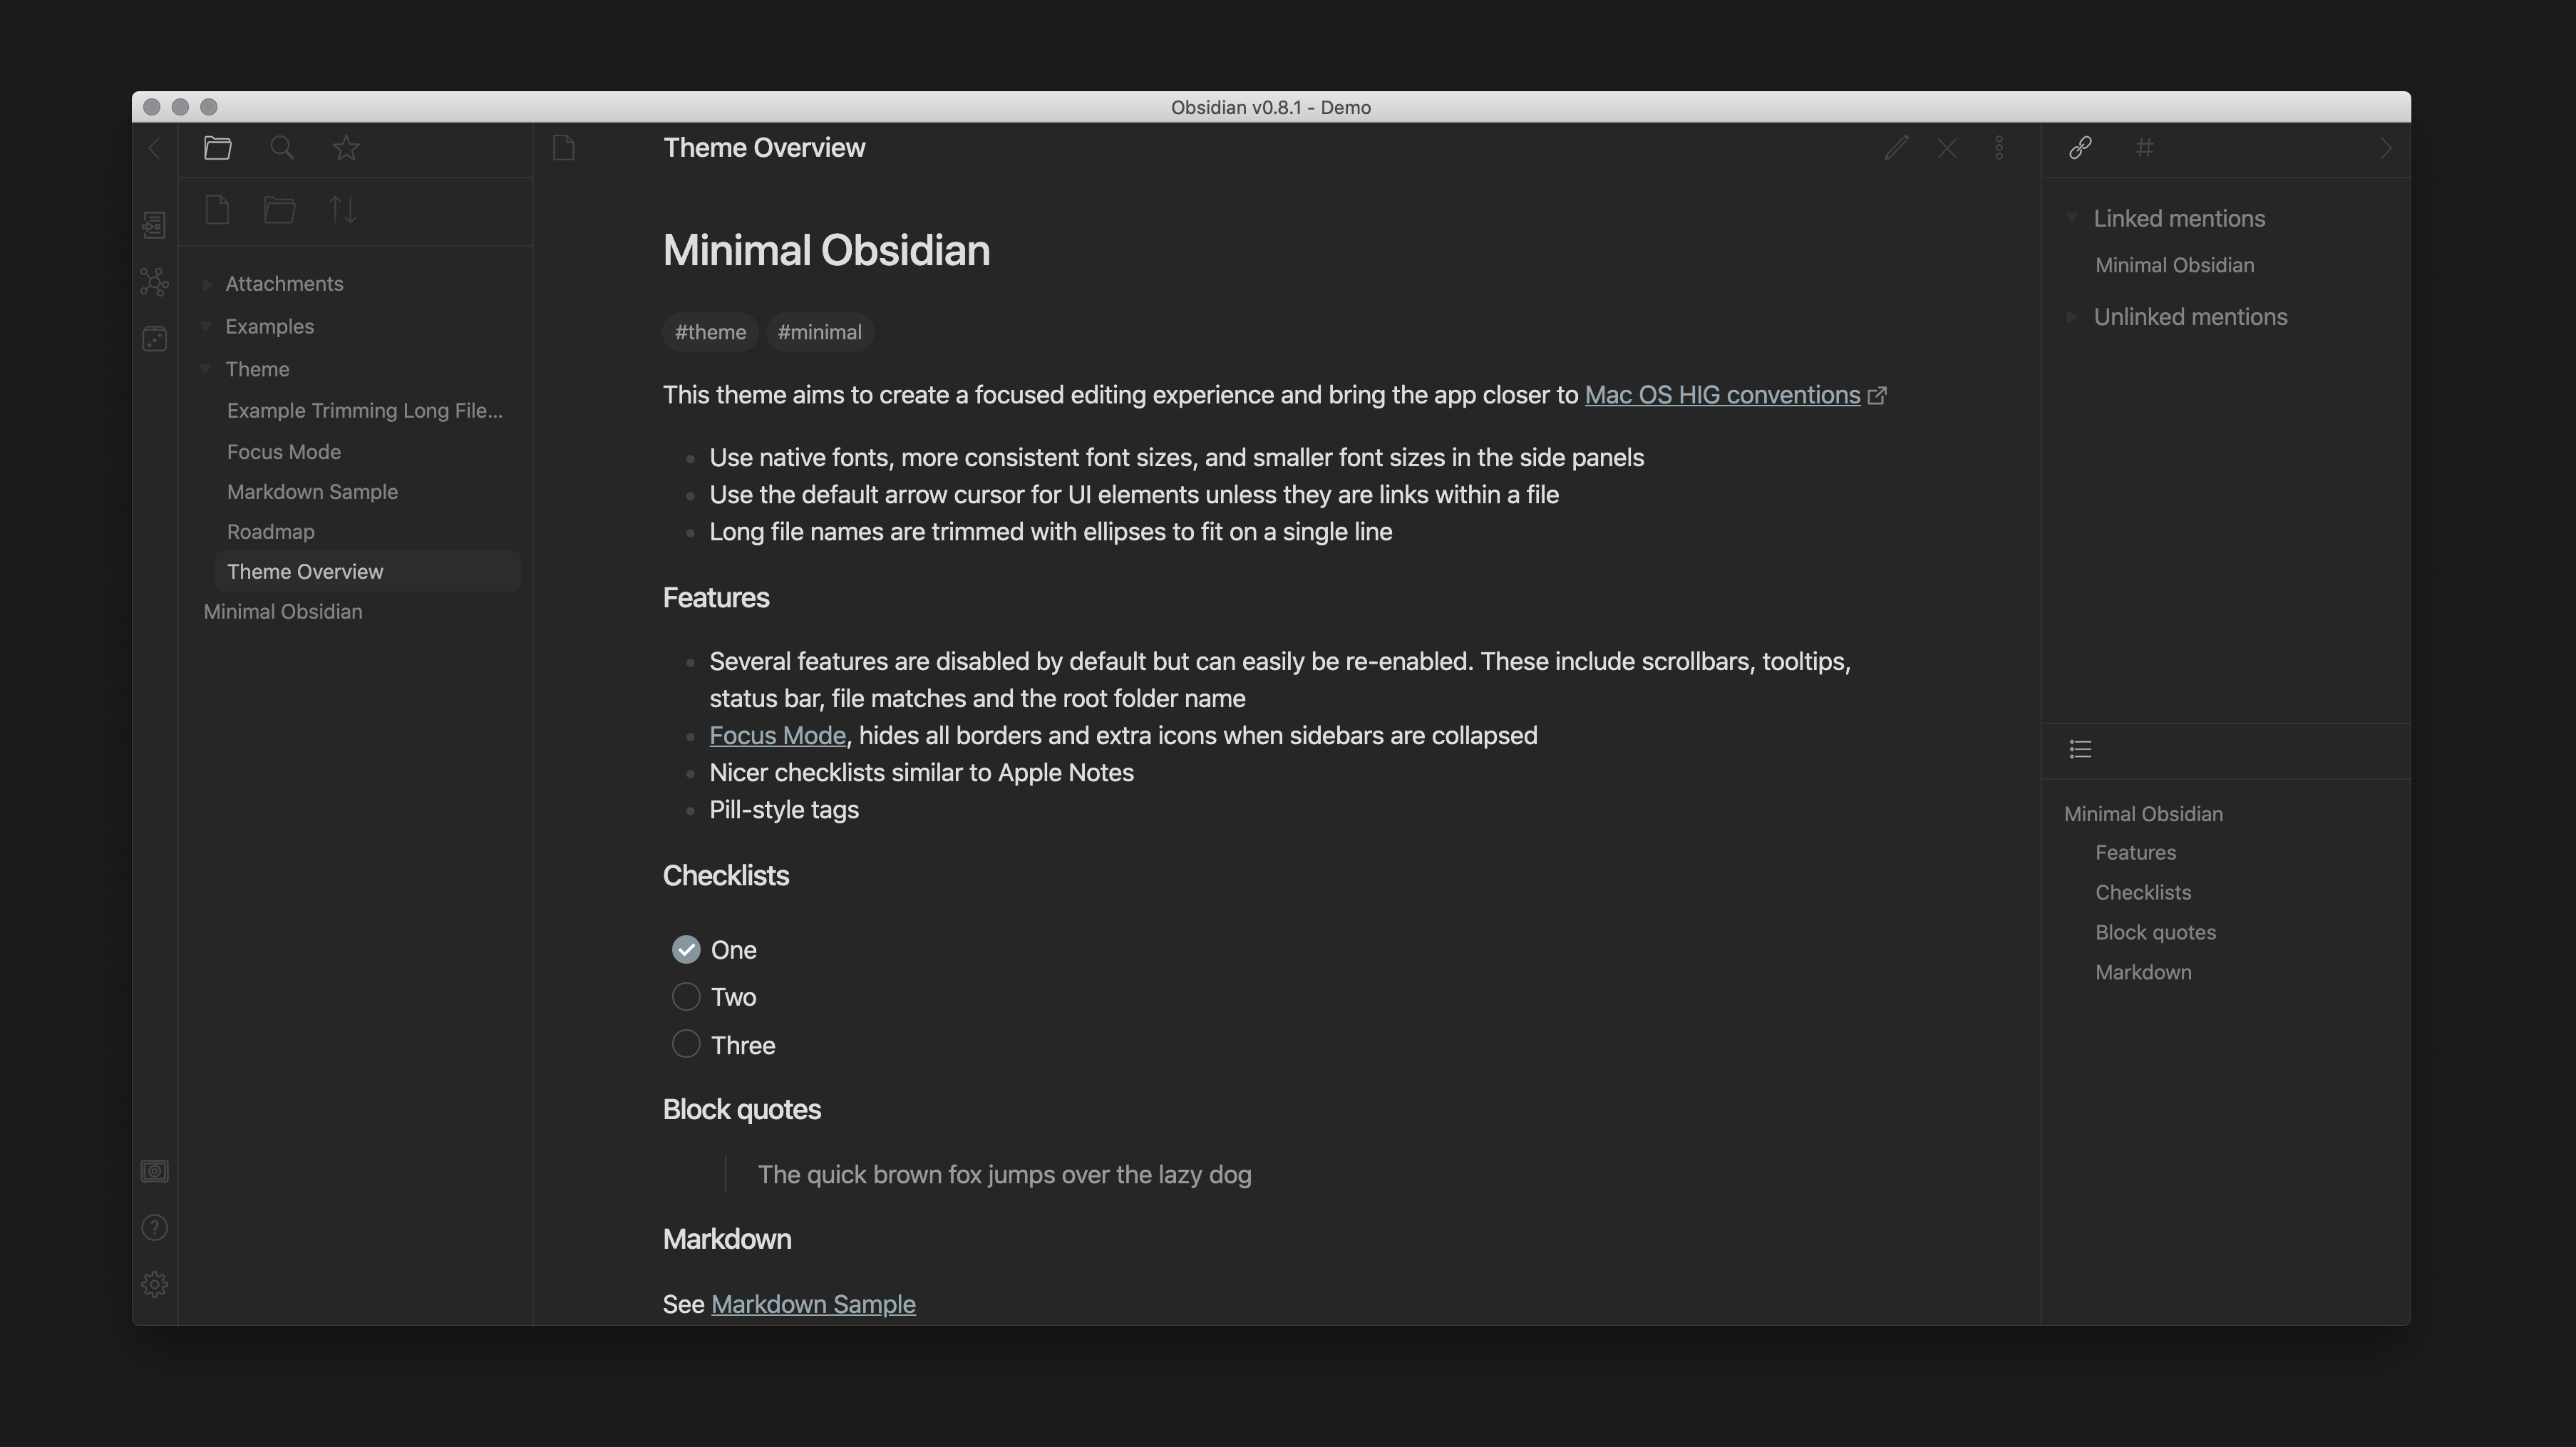 Obsidian v0.8.1 - Demo
Attachments
Examples
Theme
Example Trimming Long File...
Focus Mode
Markdown Sample
Roadmap
Theme Overview
Minimal Obsidian
Theme Overview
Minimal Obsidian
#theme #minimal
This theme aims to create a focused editing experience and bring the app closer to Mac OS HIG conventions
Use native fonts, more consistent font sizes, and smaller font sizes in the side panels
Use the default arrow cursor for UI elements unless they are links within a file
Long file names are trimmed with ellipses to fit on a single line
Features
Several features are disabled by default but can easily be re-enabled. These include scrollbars, tooltips,
status bar, file matches and the root folder name
Focus Mode, hides all borders and extra icons when sidebars are collapsed
Nicer checklists similar to Apple Notes
Pill-style tags
Checklists
One
Two
Three
Block quotes
The quick brown fox jumps over the lazy dog
Markdown
See Markdown Sample
Linked mentions
Minimal Obsidian
Unlinked mentions
Minimal Obsidian
Features
Checklists
Block quotes
Markdown